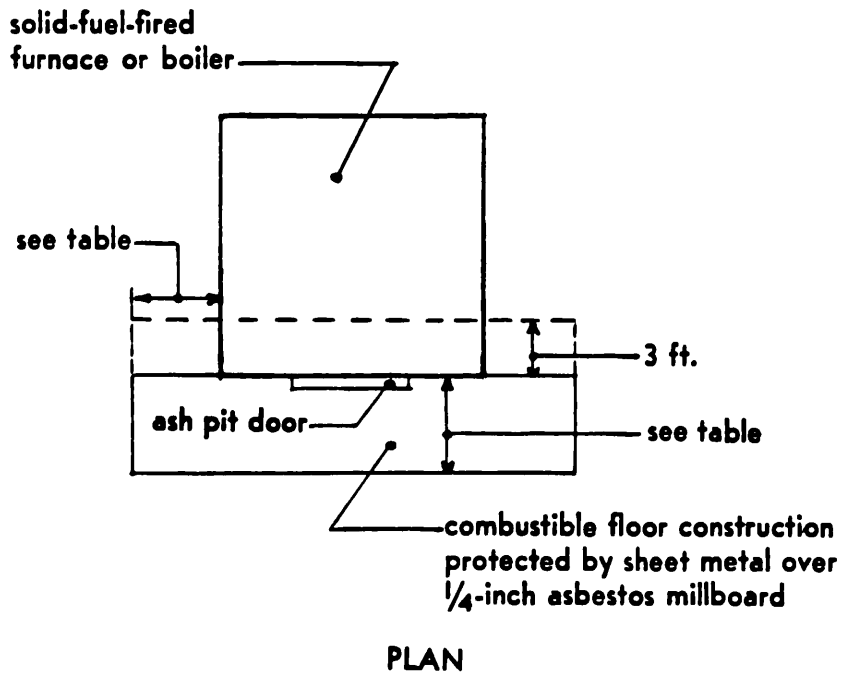 solid-fuel-fired
furnace or boiler
see table
3 ft.
ash pit door
see table
combustible floor construction
protected by sheet metal over
1/4-inch asbestos millboard
PLAN